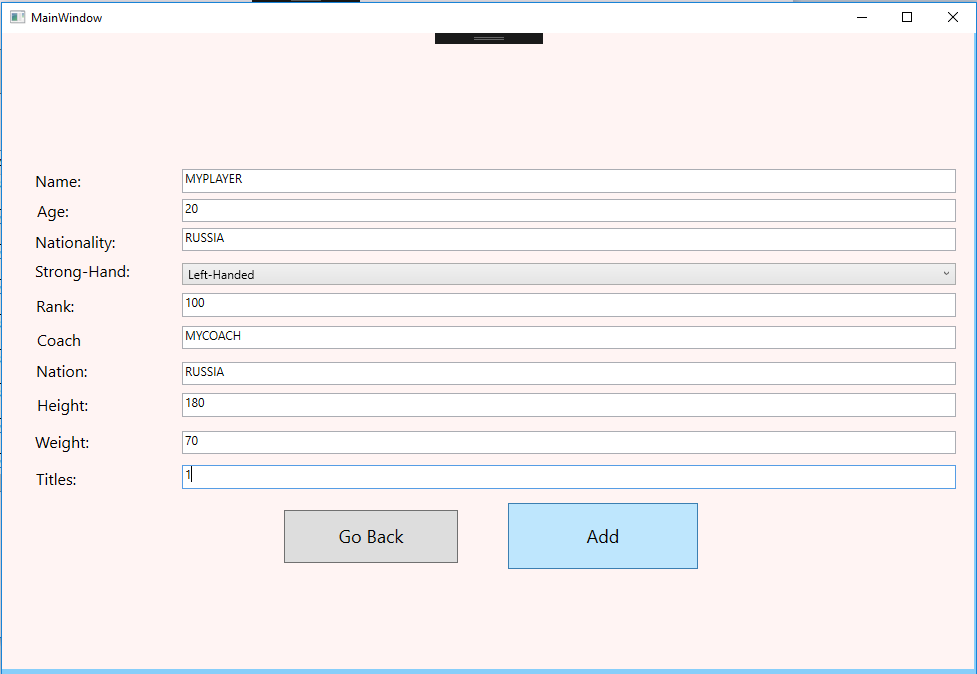 MainWindow
Name: MYPLAYER
Age: 20
Nationality: RUSSIA
Strong-Hand: Left-Handed
Rank: 100
Coach MYCOACH
Nation: RUSSIA
Height: 180
Weight: 70
Titles: 1
Go Back Add